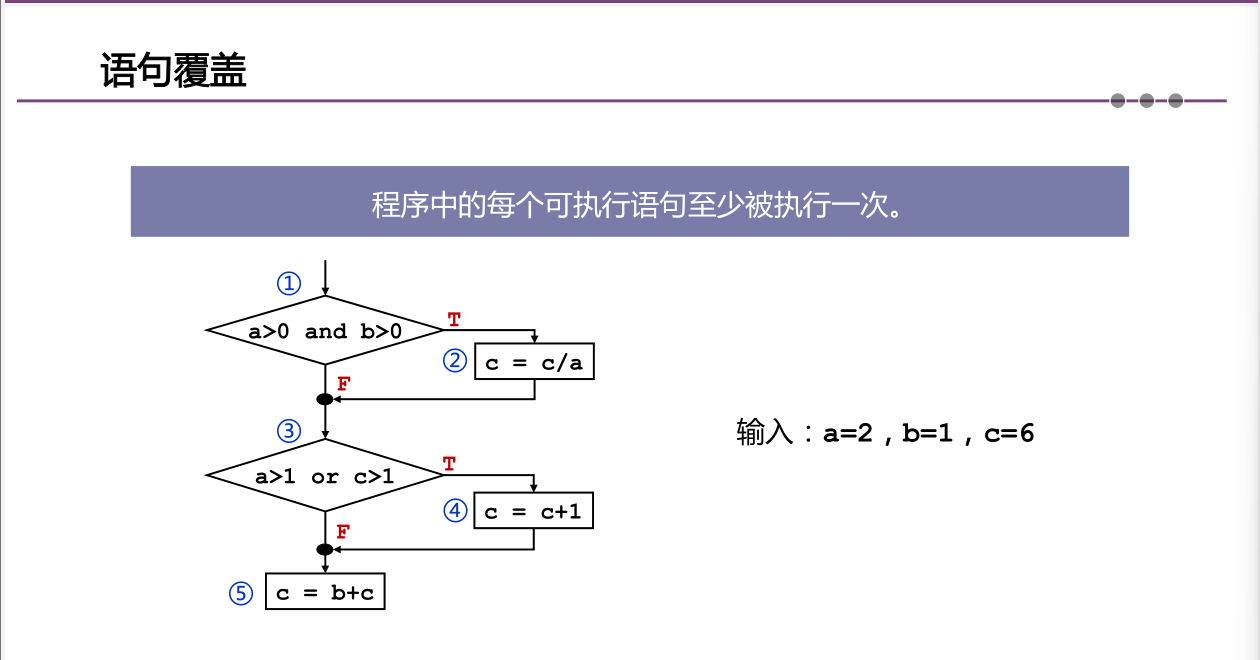 语句覆盖
程序中的每个可执行语句至少被执行一次。
①
a>0 and b>0
T
②
c = c/a
F
③
a>1 or c>1
T
④
c = c+1
F
⑤
c = b+c
输入：a=2，b=1，c=6